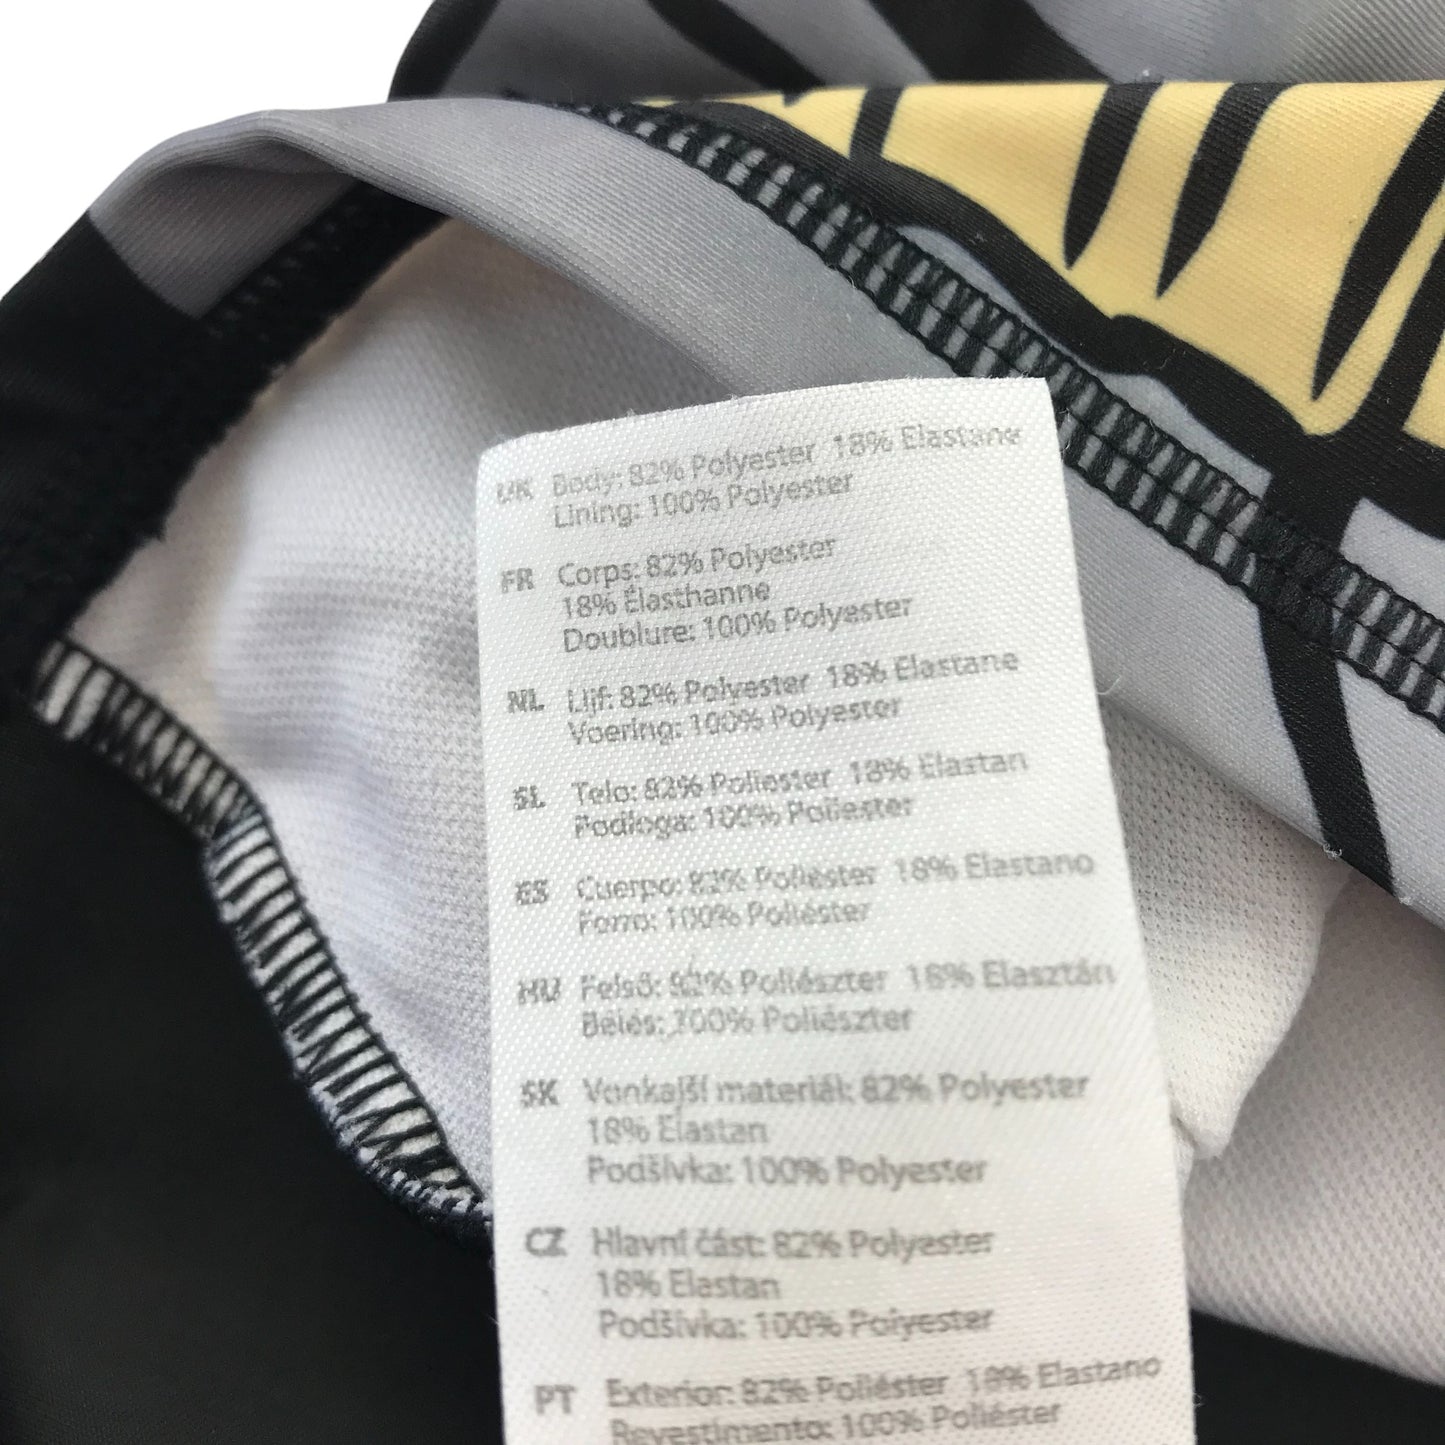 UK Body: 82% Polyester 18% Elastane
Lining: 100% Polyester
FR Corps: 82% Polyester
18% Élasthanne
Doublure: 100% Polyester
NL Lijf: 82% Polyester 18% Elastane
Voering: 100% Polyester
SL Telo: 82% Poliester 18% Elastan
Podloga: 100% Poliester
ES Cuerpo: 82% Poliéster 18% Elastano
Forro: 100% Poliéster
HU Felső: 82% Poliészter 18% Elasztán
Bélés: 100% Poliészter
SK Vonkajší materiál: 82% Polyester
18% Elastan
Podšívka: 100% Polyester
CZ Hlavní část: 82% Polyester
18% Elastan
Podšívka: 100% Polyester
PT Exterior: 82% Poliéster 18% Elastano
Revestimento: 100% Poliéster